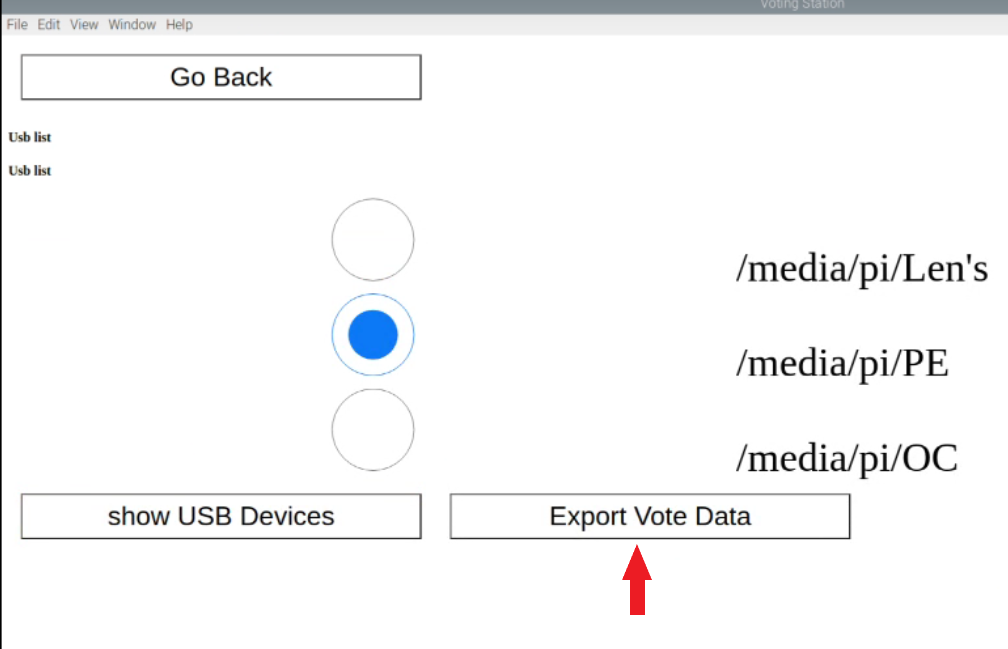 Voting Station
File Edit View Window Help
Go Back
Usb list
Usb list
/media/pi/Len's
/media/pi/PE
/media/pi/OC
show USB Devices
Export Vote Data